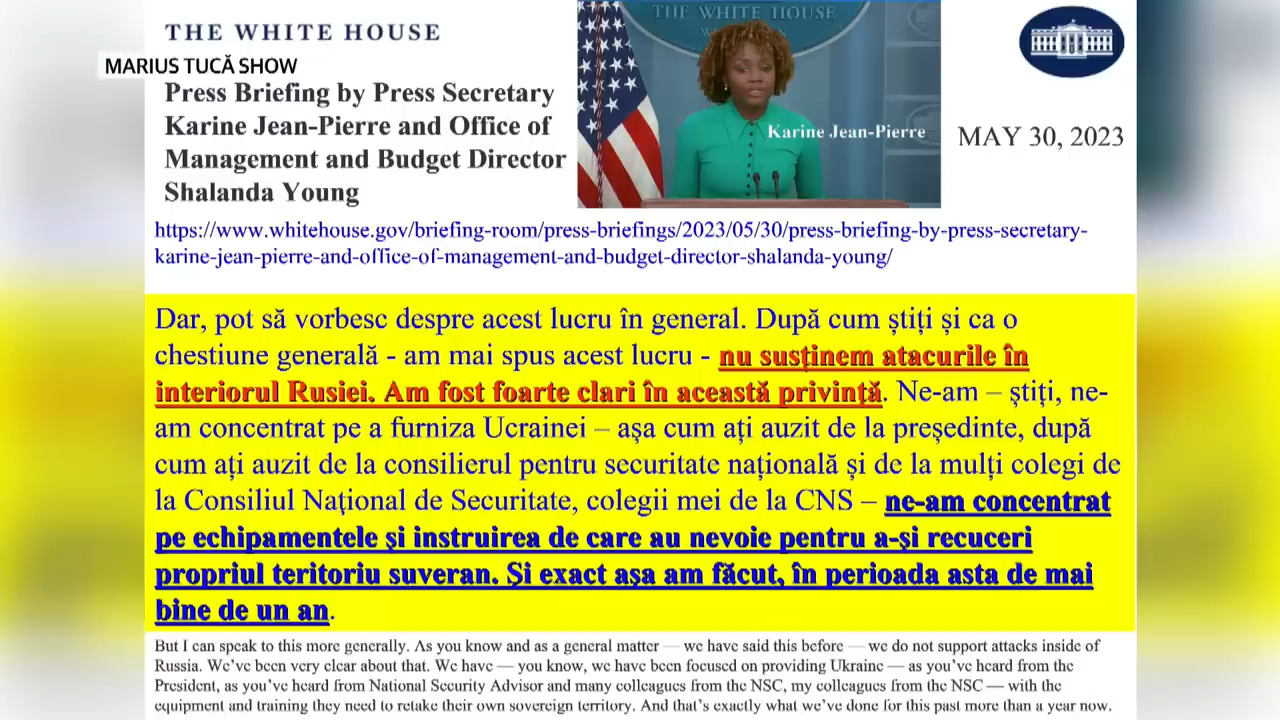 THE WHITE HOUSE
THE WHITE HOUSE
MARIUS TUCĂ SHOW
Press Briefing by Press Secretary
Karine Jean-Pierre and Office of
Management and Budget Director
Shalanda Young
Karine Jean-Pierre
MAY 30, 2023
https://www.whitehouse.gov/briefing-room/press-briefings/2023/05/30/press-briefing-by-press-secretary-
karine-jean-pierre-and-office-of-management-and-budget-director-shalanda-young/
Dar, pot să vorbesc despre acest lucru în general. După cum știți și ca o
chestiune generală - am mai spus acest lucru - nu susținem atacurile în
interiorul Rusiei. Am fost foarte clari în această privință. Ne-am – știți, ne-
am concentrat pe a furniza Ucrainei – așa cum ați auzit de la președinte, după
cum ați auzit de la consilierul pentru securitate națională și de la mulți colegi de
la Consiliul Național de Securitate, colegii mei de la CNS – ne-am concentrat
pe echipamentele și instruirea de care au nevoie pentru a-și recuceri
propriul teritoriu suveran. Și exact așa am făcut, în perioada asta de mai
bine de un an.
But I can speak to this more generally. As you know and as a general matter — we have said this before — we do not support attacks inside of
Russia. We've been very clear about that. We have — you know, we have been focused on providing Ukraine — as you've heard from the
President, as you've heard from National Security Advisor and many colleagues from the NSC, my colleagues from the NSC — with the
equipment and training they need to retake their own sovereign territory. And that's exactly what we've done for this past more than a year now.